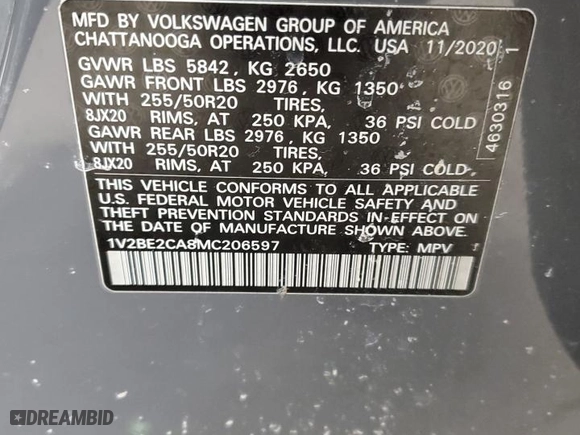 MFD BY VOLKSWAGEN GROUP OF AMERICA
CHATTANOOGA OPERATIONS, LLC. USA 11/2020
GVWR LBS 5842, KG 2650
GAWR FRONT LBS 2976, KG 1350
WITH 255/50R20 TIRES,
8JX20 RIMS, AT 250 KPA, 36 PSI COLD
GAWR REAR LBS 2976, KG 1350
WITH 255/50R20 TIRES,
8JX20 RIMS, AT 250 KPA, 36 PSI COLD.
THIS VEHICLE CONFORMS TO ALL APPLICABLE
U.S. FEDERAL MOTOR VEHICLE SAFETY AND
THEFT PREVENTION STANDARDS IN EFFECT ON THE
DATE OF MANUFACTURE SHOWN ABOVE.
1V2BE2CA8MC206597 TYPE: MPV
4630316 1
DREAMBID